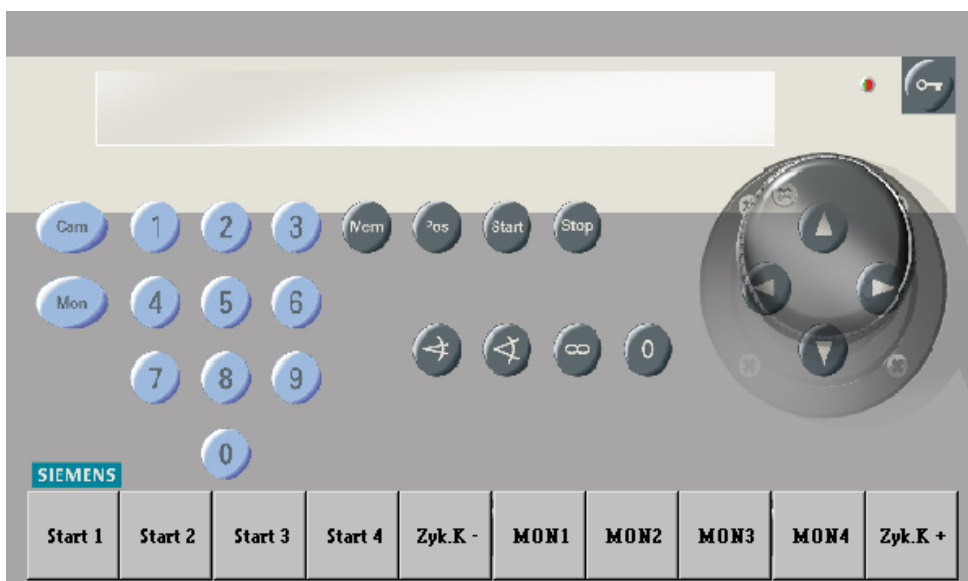 Cam 1 2 3 Mem Pos Start Stop
Mon 4 5 6
7 8 9 ∞ 0
0
SIEMENS
Start 1 Start 2 Start 3 Start 4 Zyk.K - MON1 MON2 MON3 MON4 Zyk.K +